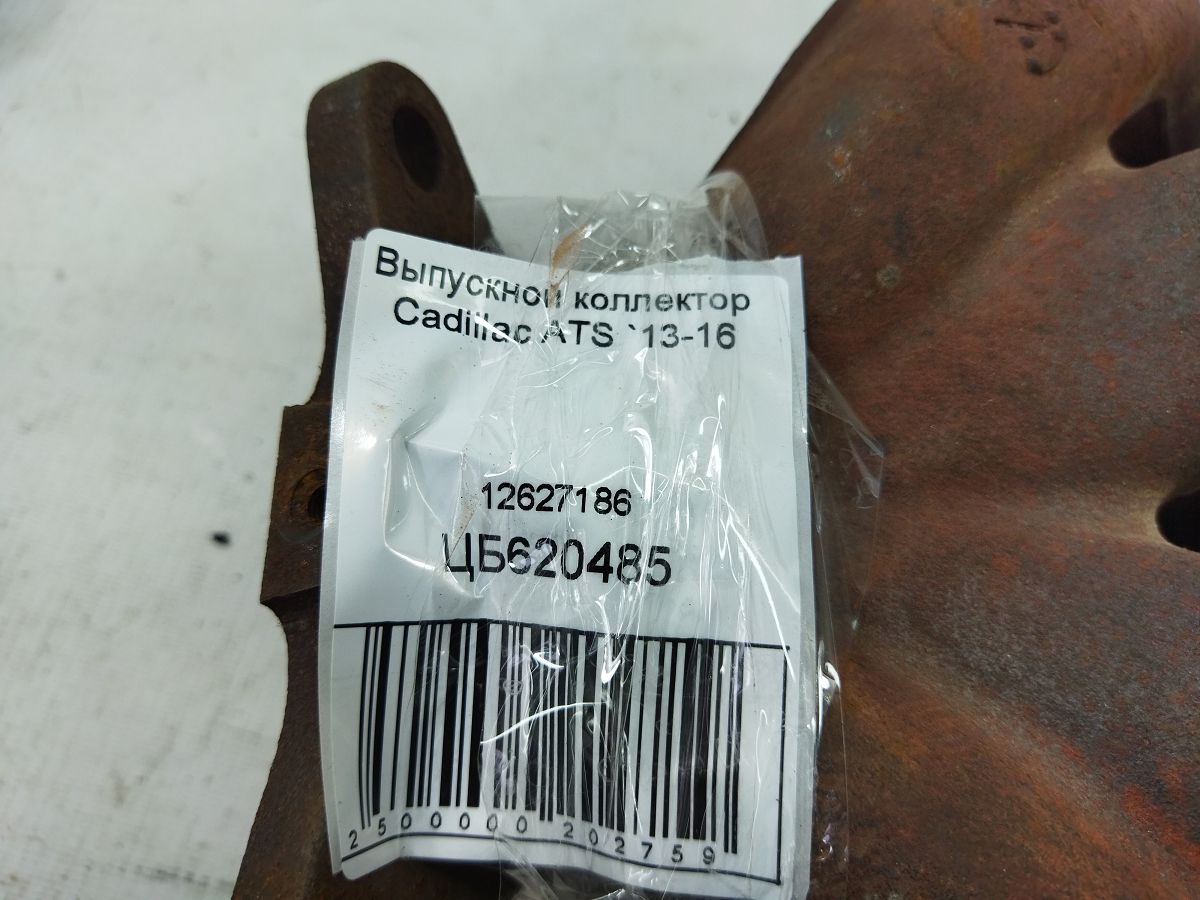 Выпускной коллектор
Cadillac ATS `13-16
12627186
ЦБ620485
2500000202759